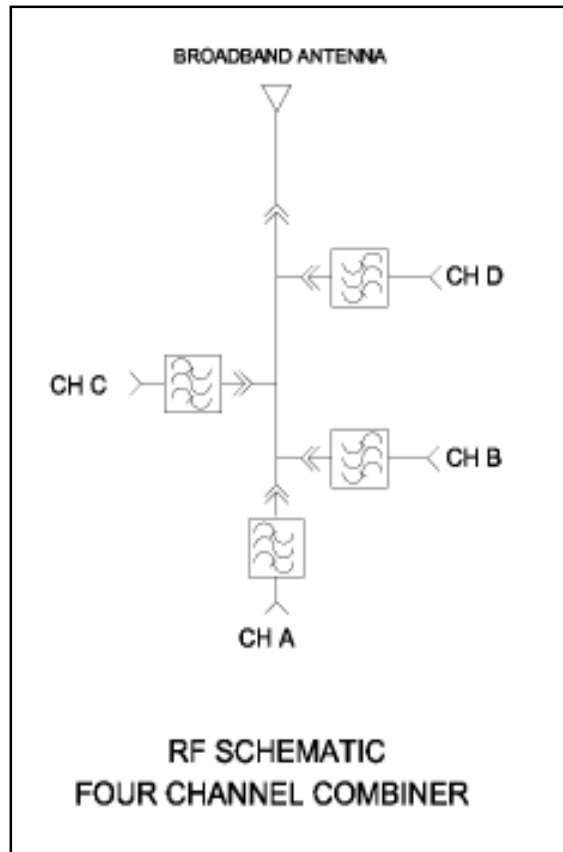 BROADBAND ANTENNA
CH D
CH C
CH B
CH A
RF SCHEMATIC
FOUR CHANNEL COMBINER